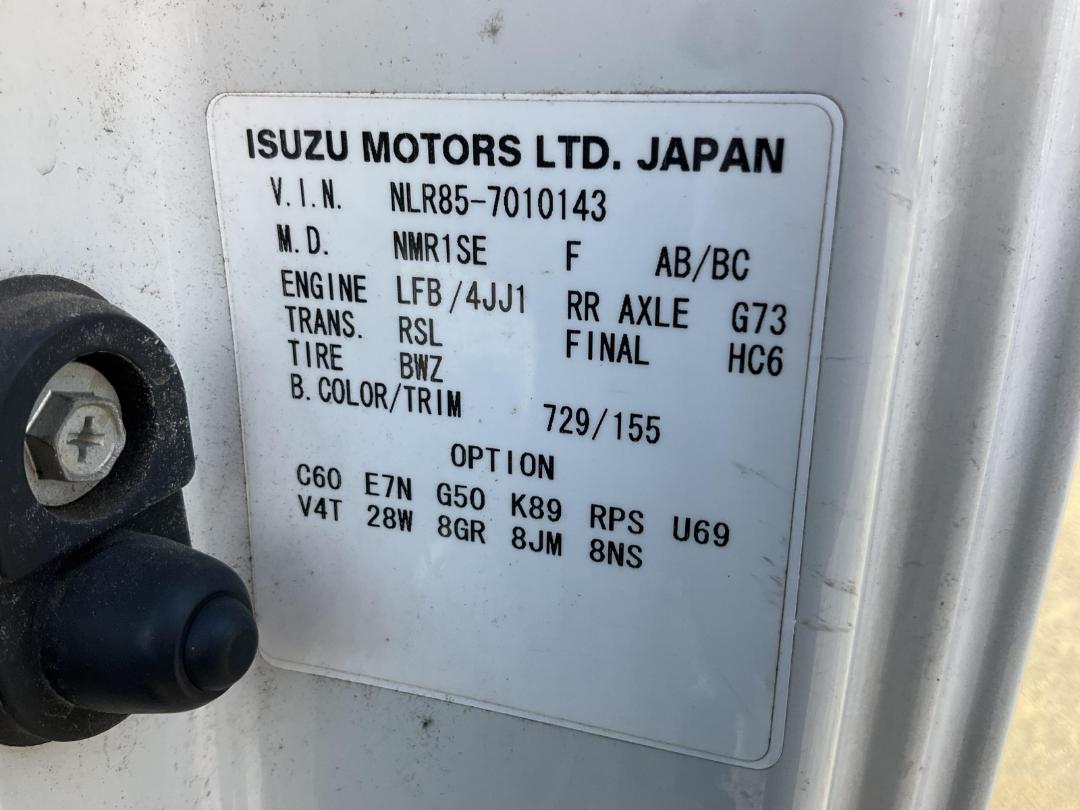 ISUZU MOTORS LTD. JAPAN
V.I.N. NLR85-7010143
M.D. NMR1SE F AB/BC
ENGINE LFB/4JJ1 RR AXLE G73
TRANS. RSL FINAL HC6
TIRE BWZ
B.COLOR/TRIM 729/155
OPTION
C60 E7N G50 K89 RPS U69
V4T 28W 8GR 8JM 8NS